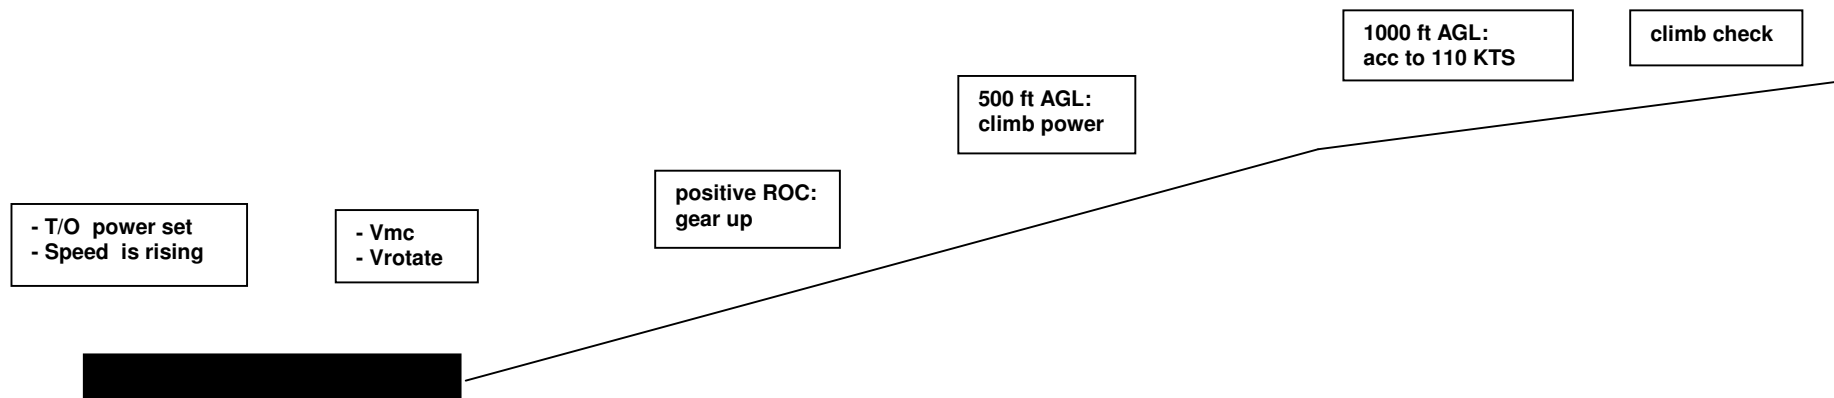 - T/O power set
- Speed is rising
- Vmc
- Vrotate
positive ROC:
gear up
500 ft AGL:
climb power
1000 ft AGL:
acc to 110 KTS
climb check